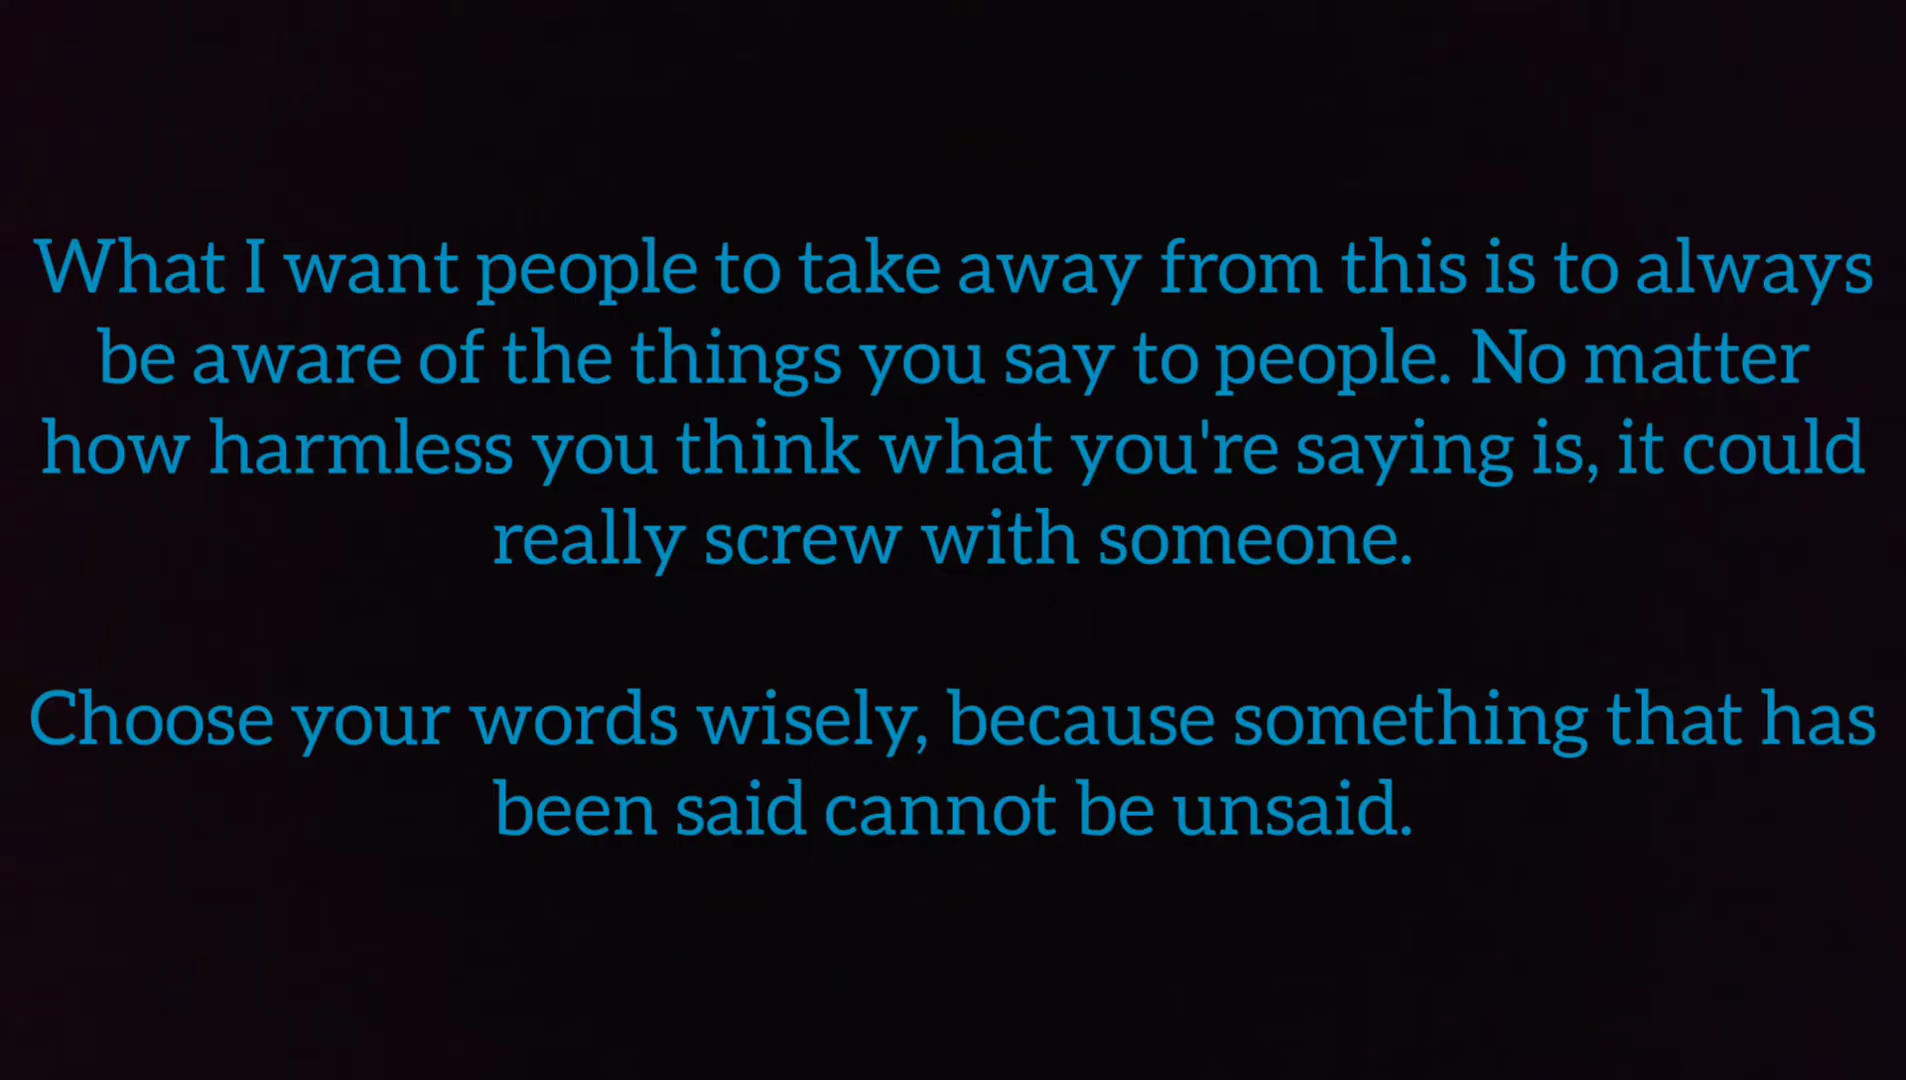 What I want people to take away from this is to always
be aware of the things you say to people. No matter
how harmless you think what you're saying is, it could
really screw with someone.
Choose your words wisely, because something that has
been said cannot be unsaid.